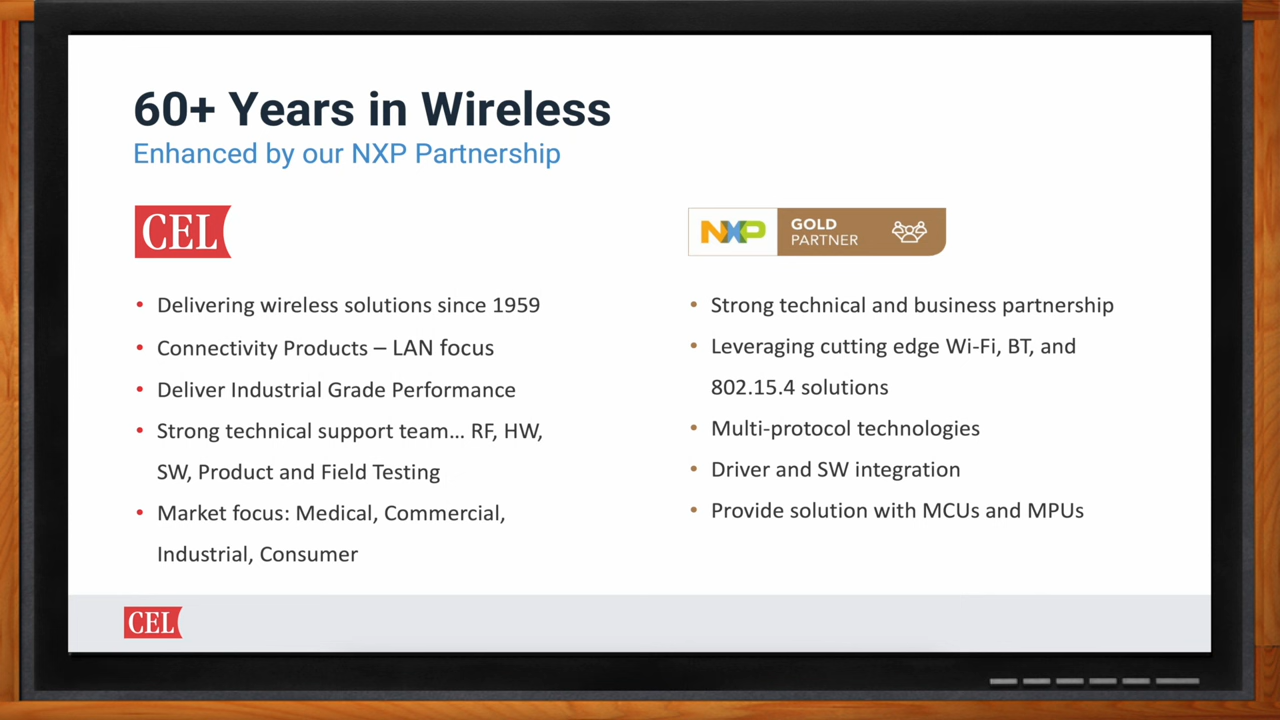 60+ Years in Wireless
Enhanced by our NXP Partnership
CEL
• Delivering wireless solutions since 1959
• Connectivity Products – LAN focus
• Deliver Industrial Grade Performance
• Strong technical support team... RF, HW,
SW, Product and Field Testing
• Market focus: Medical, Commercial,
Industrial, Consumer
NXP
GOLD
PARTNER
• Strong technical and business partnership
• Leveraging cutting edge Wi-Fi, BT, and
802.15.4 solutions
• Multi-protocol technologies
• Driver and SW integration
• Provide solution with MCUs and MPUs
CEL